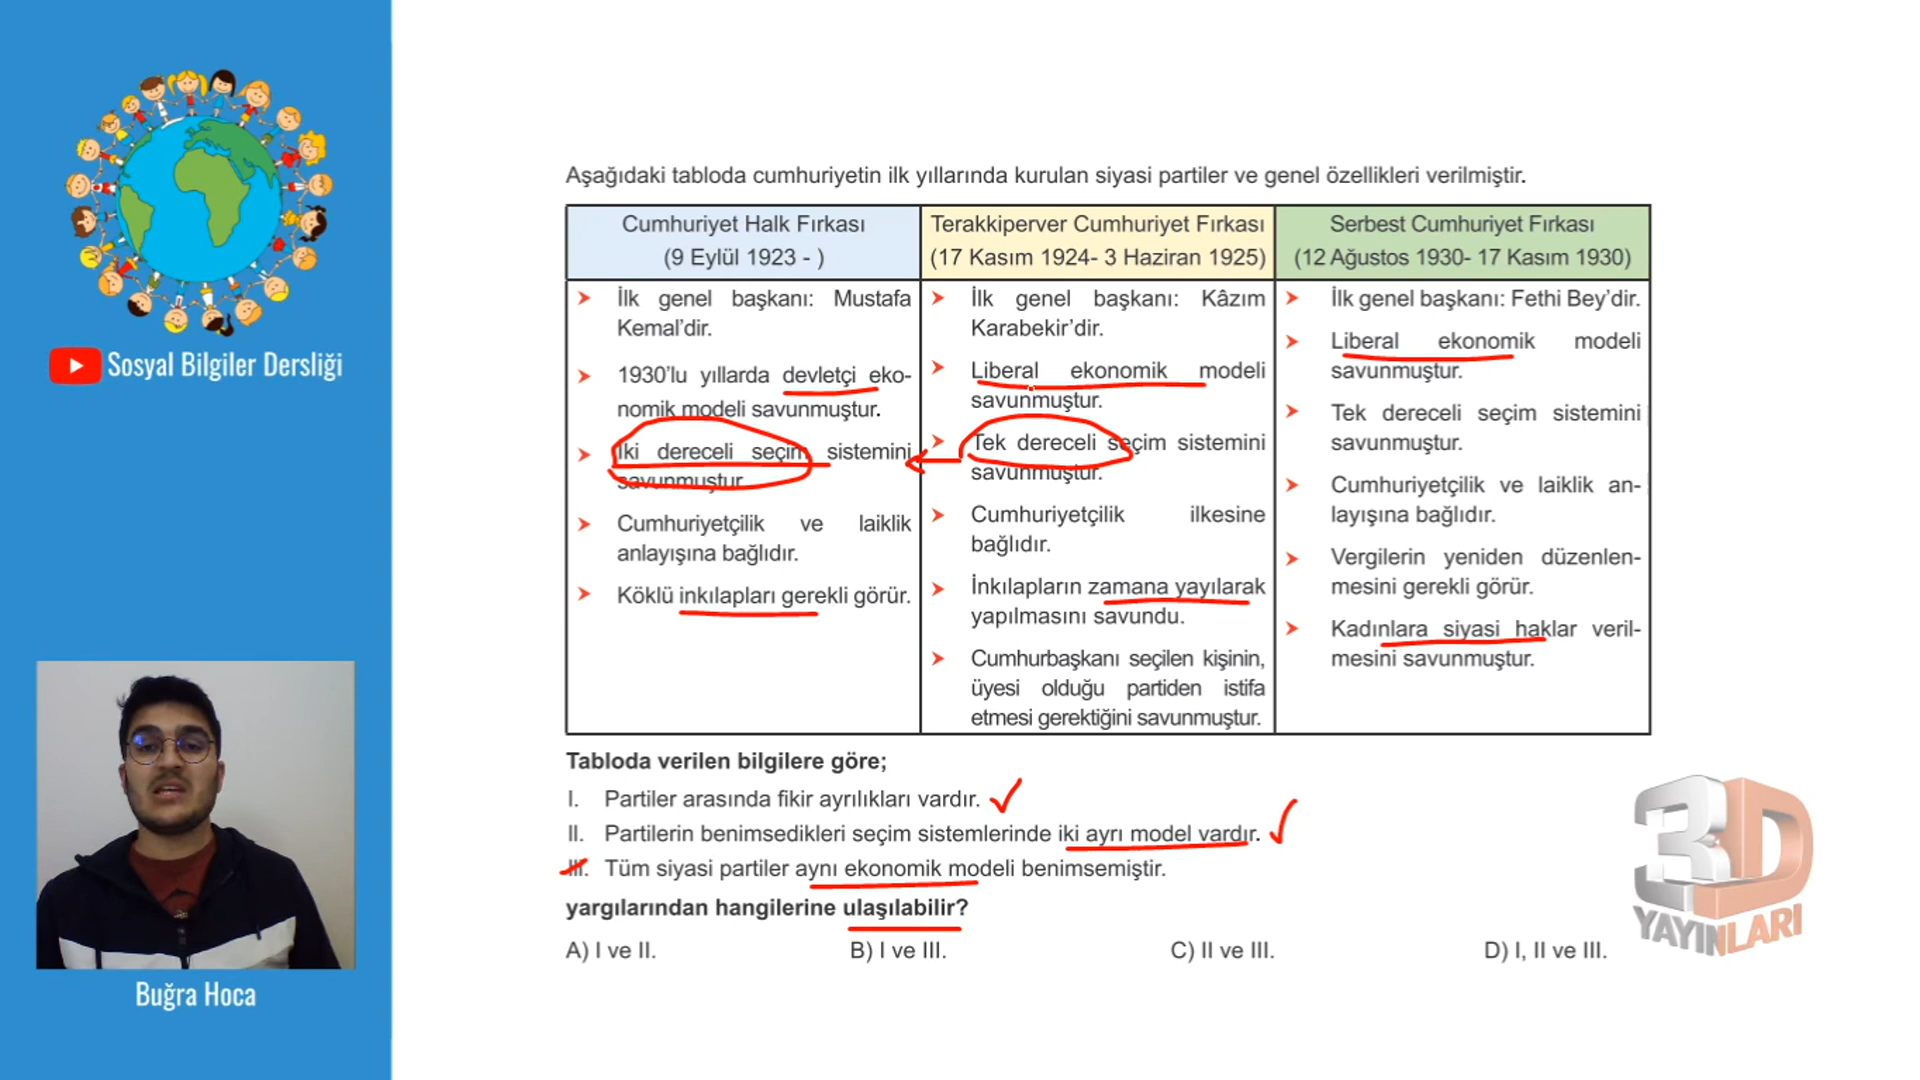 Sosyal Bilgiler Dersliği
Buğra Hoca
Aşağıdaki tabloda cumhuriyetin ilk yıllarında kurulan siyasi partiler ve genel özellikleri verilmiştir.
Cumhuriyet Halk Fırkası
(9 Eylül 1923 - )
➤ İlk genel başkanı: Mustafa
Kemal’dir.
➤ 1930’lu yıllarda devletçi eko-
nomik modeli savunmuştur.
➤ İki dereceli seçim sistemini
savunmuştur.
➤ Cumhuriyetçilik ve laiklik
anlayışına bağlıdır.
➤ Köklü inkılapları gerekli görür.
Terakkiperver Cumhuriyet Fırkası
(17 Kasım 1924- 3 Haziran 1925)
➤ İlk genel başkanı: Kâzım
Karabekir’dir.
➤ Liberal ekonomik modeli
savunmuştur.
➤ Tek dereceli seçim sistemini
savunmuştur.
➤ Cumhuriyetçilik ilkesine
bağlıdır.
➤ İnkılapların zamana yayılarak
yapılmasını savundu.
➤ Cumhurbaşkanı seçilen kişinin,
üyesi olduğu partiden istifa
etmesi gerektiğini savunmuştur.
Serbest Cumhuriyet Fırkası
(12 Ağustos 1930- 17 Kasım 1930)
➤ İlk genel başkanı: Fethi Bey’dir.
➤ Liberal ekonomik modeli
savunmuştur.
➤ Tek dereceli seçim sistemini
savunmuştur.
➤ Cumhuriyetçilik ve laiklik an-
layışına bağlıdır.
➤ Vergilerin yeniden düzenlen-
mesini gerekli görür.
➤ Kadınlara siyasi haklar veril-
mesini savunmuştur.
Tabloda verilen bilgilere göre;
I. Partiler arasında fikir ayrılıkları vardır.
II. Partilerin benimsedikleri seçim sistemlerinde iki ayrı model vardır.
III. Tüm siyasi partiler aynı ekonomik modeli benimsemiştir.
yargılarından hangilerine ulaşılabilir?
A) I ve II. B) I ve III. C) II ve III. D) I, II ve III.
3D
YAYINLARI